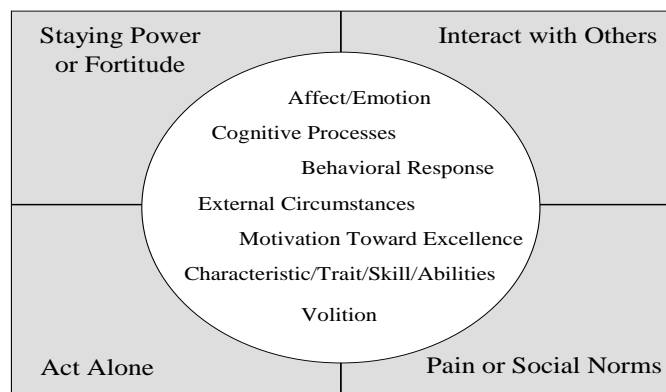 Staying Power
or Fortitude
Interact with Others
Affect/Emotion
Cognitive Processes
Behavioral Response
External Circumstances
Motivation Toward Excellence
Characteristic/Trait/Skill/Abilities
Volition
Act Alone
Pain or Social Norms